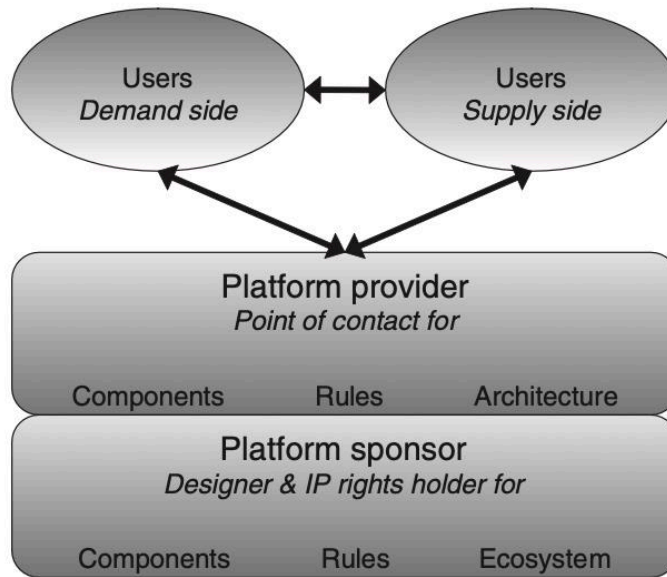 Users
Demand side
Users
Supply side
Platform provider
Point of contact for
Components Rules Architecture
Platform sponsor
Designer & IP rights holder for
Components Rules Ecosystem